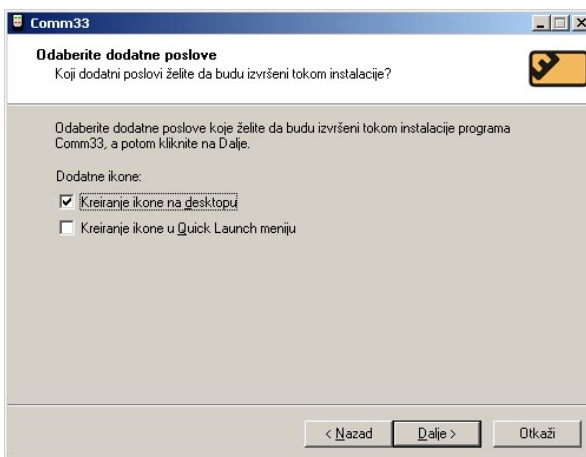 Comm33
Odaberite dodatne poslove
Koji dodatni poslovi želite da budu izvršeni tokom instalacije?
Odaberite dodatne poslove koje želite da budu izvršeni tokom instalacije programa
Comm33, a potom kliknite na Dalje.
Dodatne ikone:
Kreiranje ikone na desktopu
Kreiranje ikone u Quick Launch meniju
< Nazad
Dalje >
Otkaži